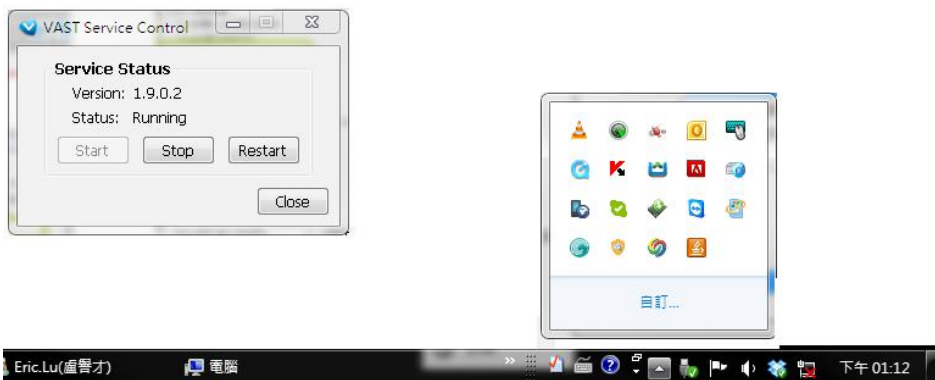 VAST Service Control
Service Status
Version: 1.9.0.2
Status: Running
Start Stop Restart
Close
自訂...
Eric.Lu(盧譽才) 電腦 下午 01:12